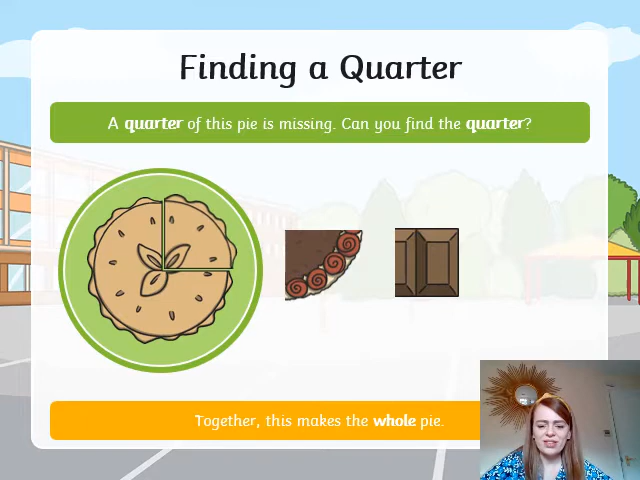 Finding a Quarter
A quarter of this pie is missing. Can you find the quarter?
Together, this makes the whole pie.